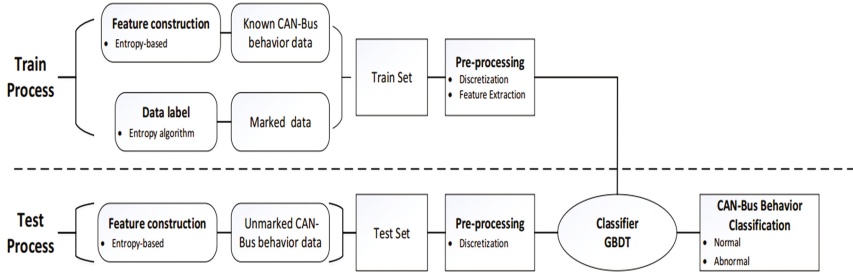 Train
Process
Feature construction
• Entropy-based
Known CAN-Bus
behavior data
Data label
• Entropy algorithm
Marked data
Train Set
Pre-processing
• Discretization
• Feature Extraction
Test
Process
Feature construction
• Entropy-based
Unmarked CAN-
Bus behavior data
Test Set
Pre-processing
• Discretization
Classifier
GBDT
CAN-Bus Behavior
Classification
• Normal
• Abnormal